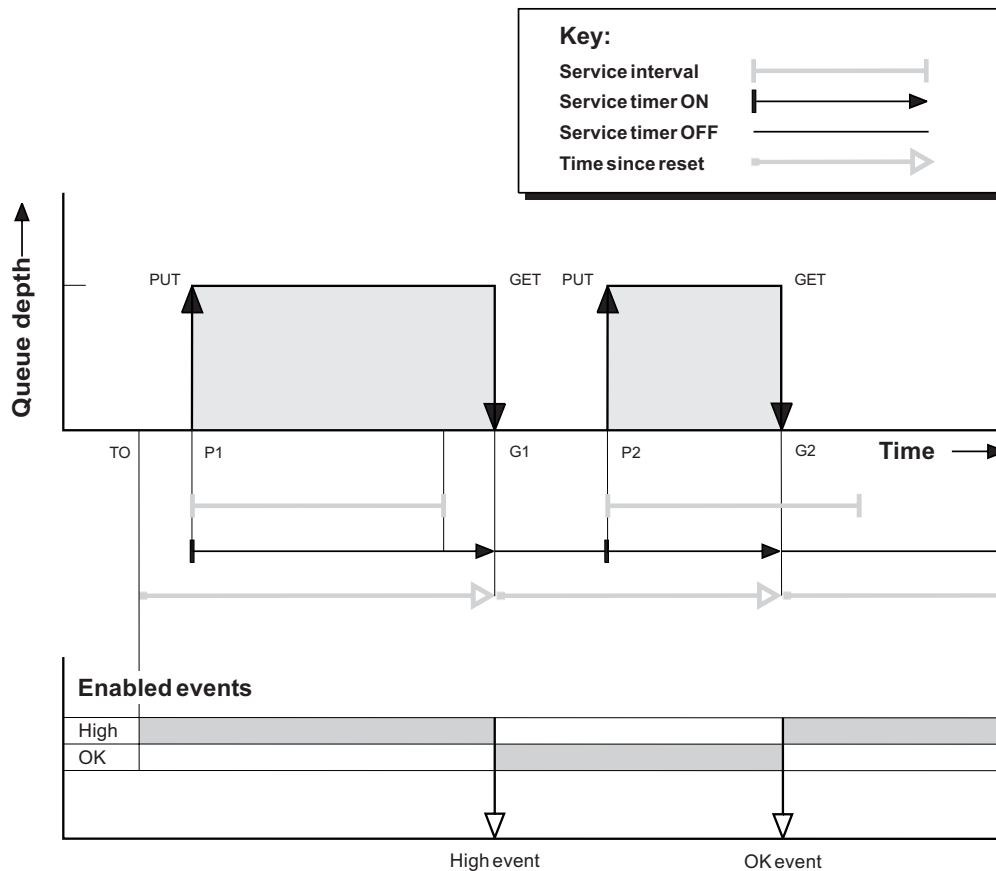 Key:
Service interval
Service timer ON
Service timer OFF
Time since reset
Queue depth
PUT
GET
PUT
GET
TO
P1
G1
P2
G2
Time
Enabled events
High
OK
High event
OK event